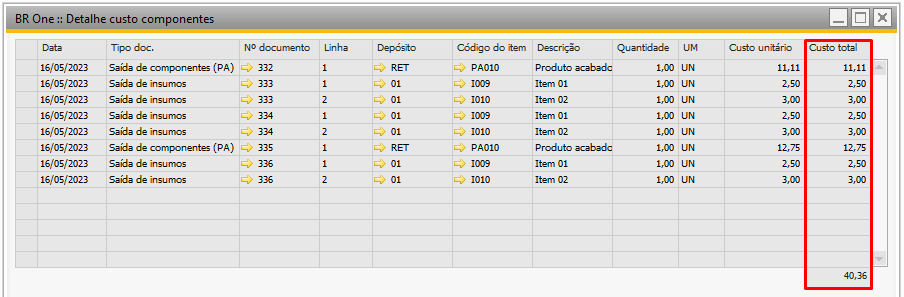 BR One :: Detalhe custo componentes
Data Tipo doc. Nº documento Linha Depósito Código do item Descrição Quantidade UM Custo unitário Custo total
16/05/2023 Saída de componentes (PA) 332 1 RET PA010 Produto acabado 1,00 UN 11,11 11,11
16/05/2023 Saída de insumos 333 1 01 I009 Item 01 1,00 UN 2,50 2,50
16/05/2023 Saída de insumos 333 2 01 I010 Item 02 1,00 UN 3,00 3,00
16/05/2023 Saída de insumos 334 1 01 I009 Item 01 1,00 UN 2,50 2,50
16/05/2023 Saída de insumos 334 2 01 I010 Item 02 1,00 UN 3,00 3,00
16/05/2023 Saída de componentes (PA) 335 1 RET PA010 Produto acabado 1,00 UN 12,75 12,75
16/05/2023 Saída de insumos 336 1 01 I009 Item 01 1,00 UN 2,50 2,50
16/05/2023 Saída de insumos 336 2 01 I010 Item 02 1,00 UN 3,00 3,00
40,36